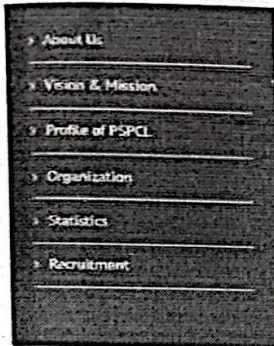 › About Us
› Vision & Mission
› Profile of PSPCL
› Organization
› Statistics
› Recruitment